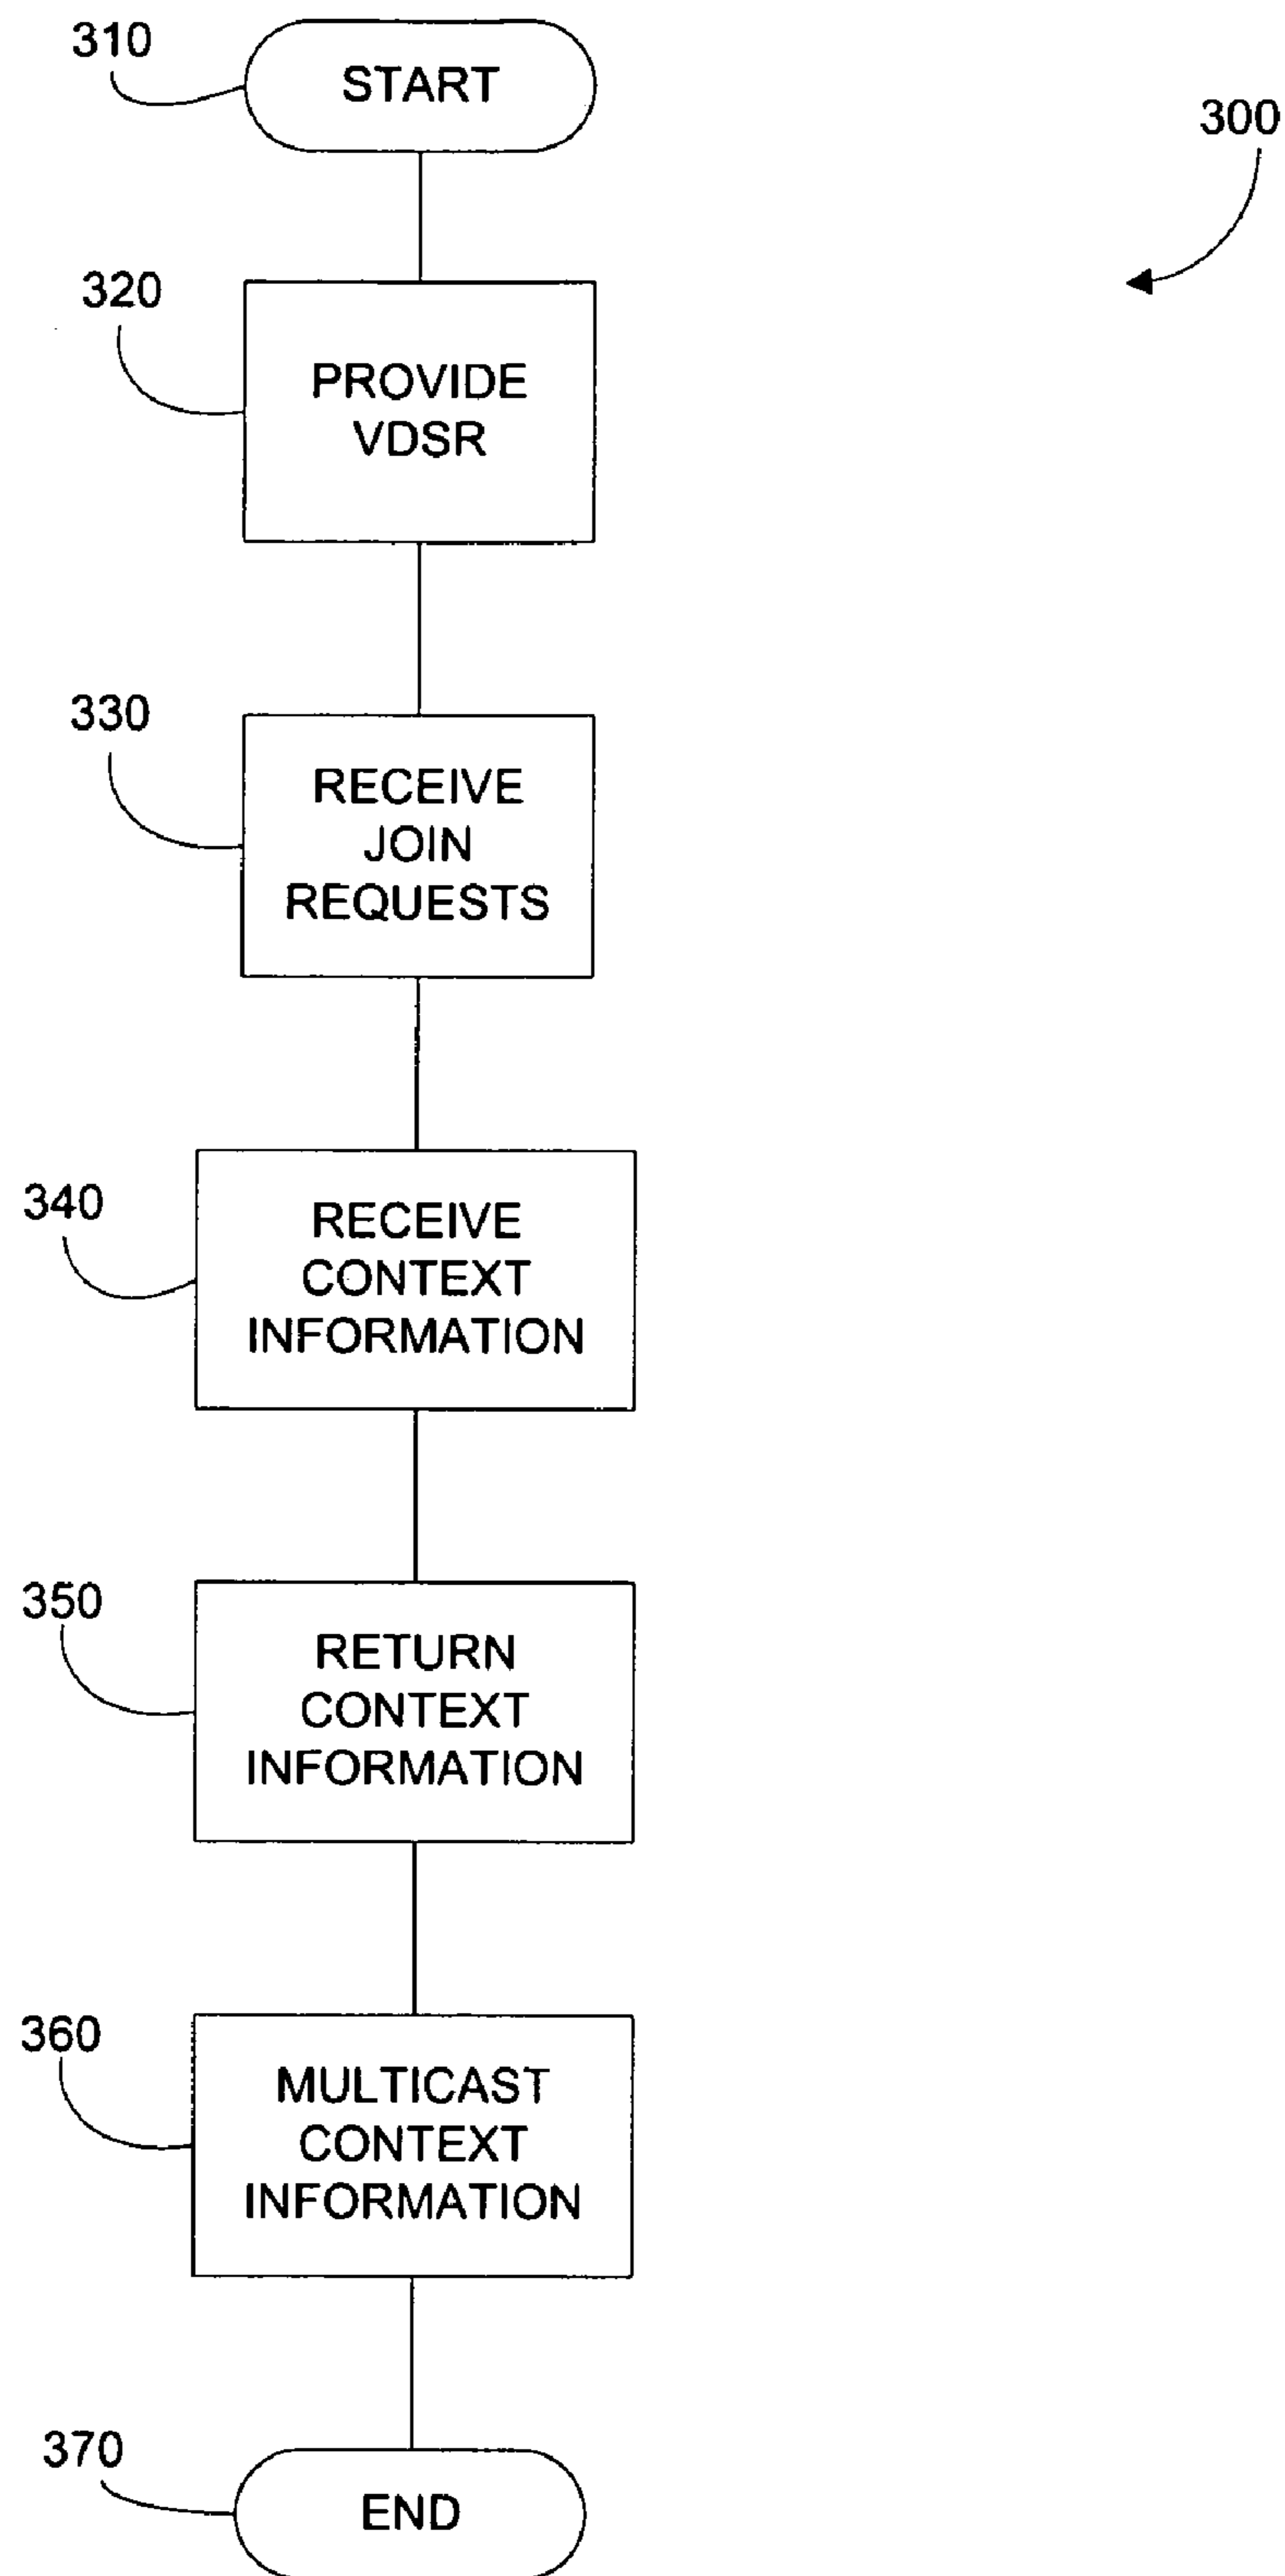 310
START
300
320
PROVIDE
VDSR
330
RECEIVE
JOIN
REQUESTS
340
RECEIVE
CONTEXT
INFORMATION
350
RETURN
CONTEXT
INFORMATION
360
MULTICAST
CONTEXT
INFORMATION
370
END